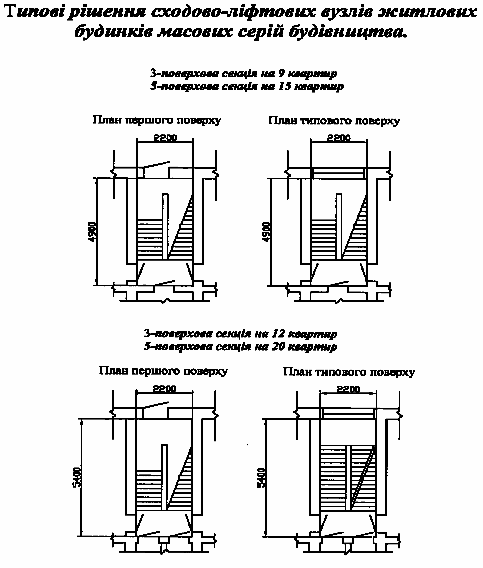 Типові рішення сходово-ліфтових вузлів житлових
будинків масових серій будівництва.
3-поверхова секція на 9 квартир
5-поверхова секція на 15 квартир
План першого поверху
План типового поверху
2200
2200
4900
4900
3-поверхова секція на 12 квартир
5-поверхова секція на 20 квартир
План першого поверху
План типового поверху
2200
2200
5400
5400